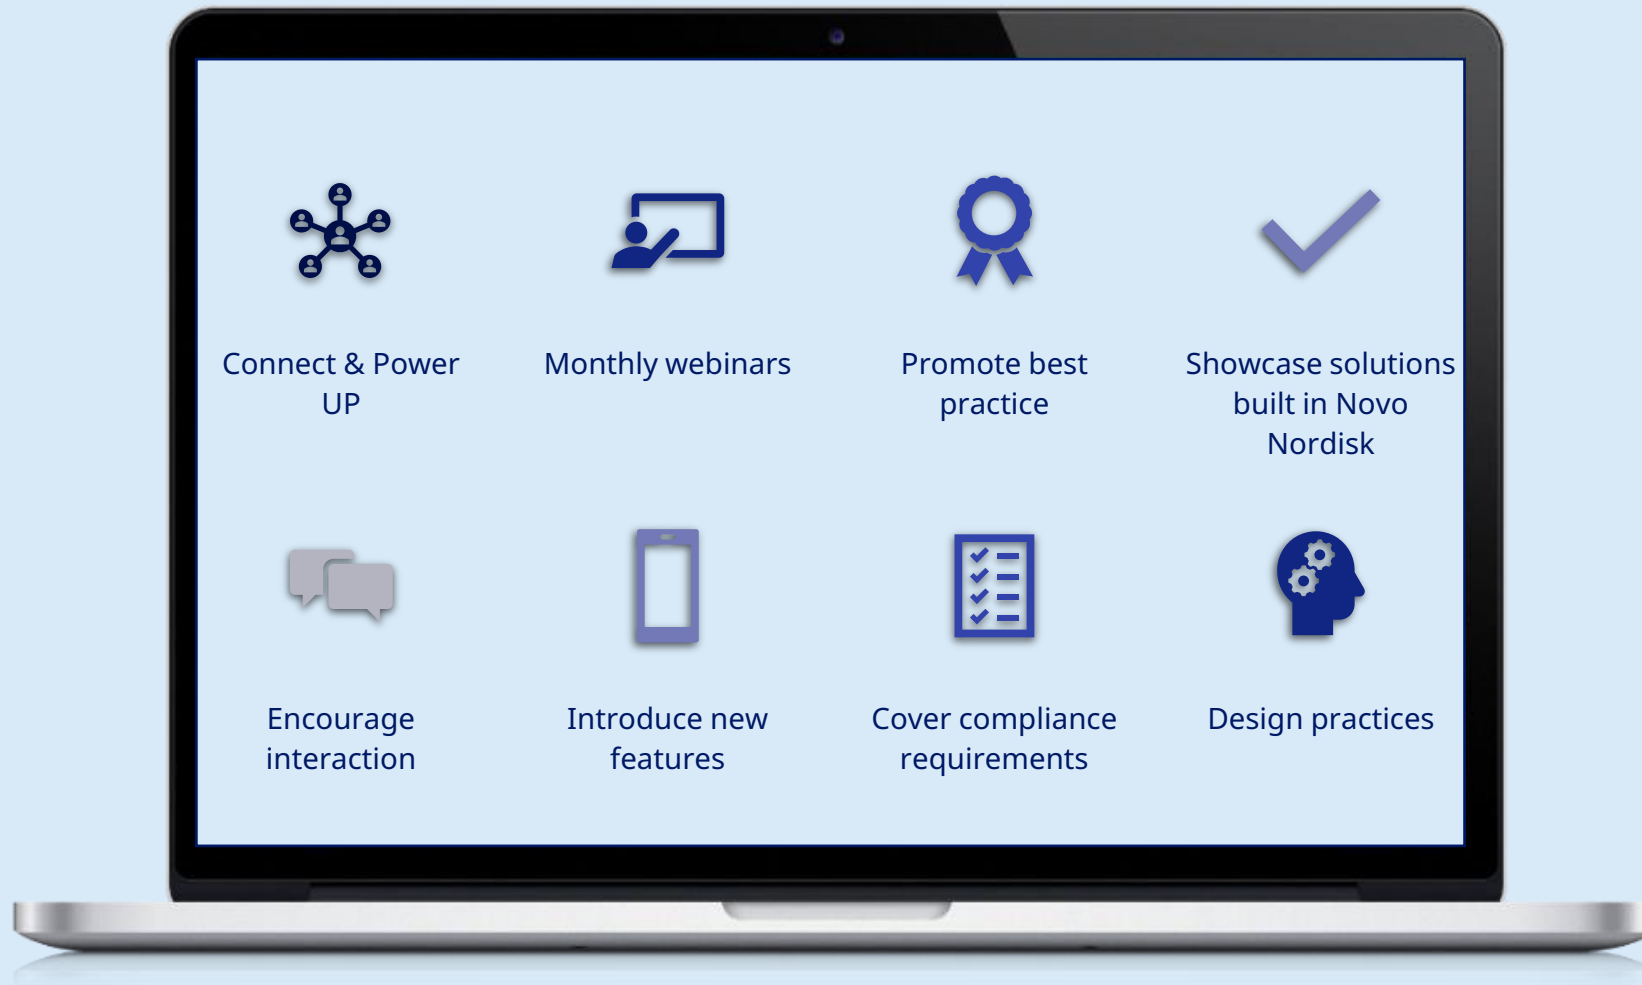 Connect & Power
UP
Monthly webinars
Promote best
practice
Showcase solutions
built in Novo
Nordisk
Encourage
interaction
Introduce new
features
Cover compliance
requirements
Design practices